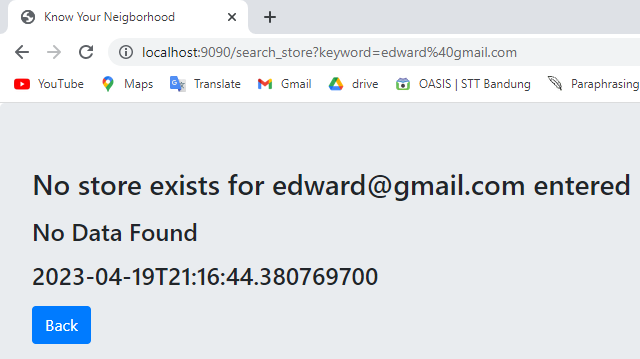 Know Your Neigborhood
localhost:9090/search_store?keyword=edward%40gmail.com
YouTube Maps Translate Gmail drive OASIS | STT Bandung Paraphrasing
No store exists for edward@gmail.com entered
No Data Found
2023-04-19T21:16:44.380769700
Back